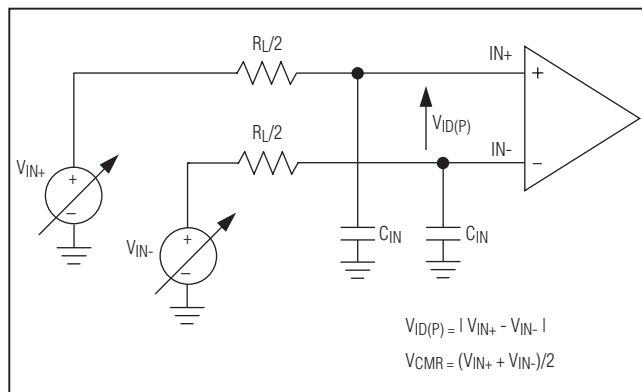 RL/2
IN+
+
RL/2
VID(P)
IN-
−
VIN+
+
−
VIN-
+
−
CIN
CIN
VID(P) = | VIN+ - VIN- |
VCMR = (VIN+ + VIN-)/2